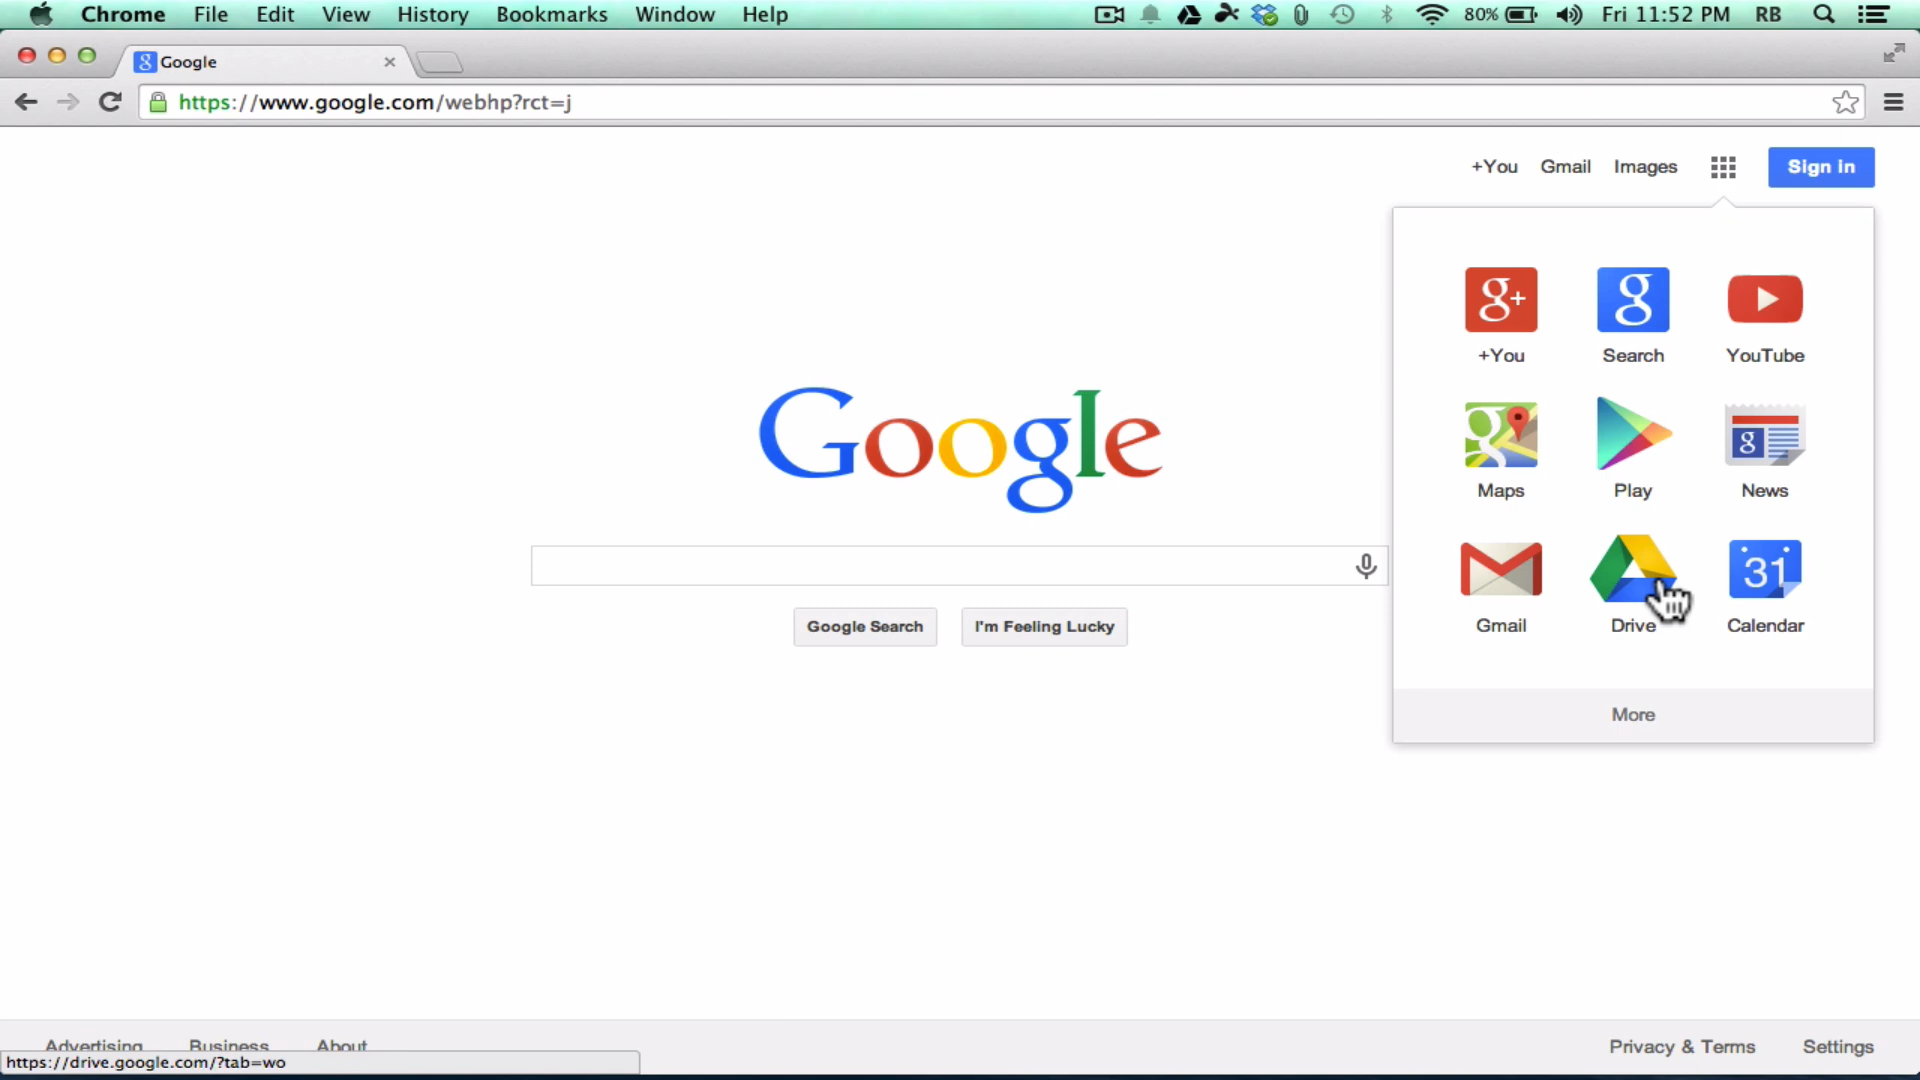 Chrome File Edit View History Bookmarks Window Help 80% Fri 11:52 PM RB
Google
https://www.google.com/webhp?rct=j
+You Gmail Images Sign in
g+ g
+You Search YouTube
g g
Maps Play News
31
Gmail Drive Calendar
More
Google
Google Search I'm Feeling Lucky
Advertising Business About Privacy & Terms Settings
https://drive.google.com/?tab=wo